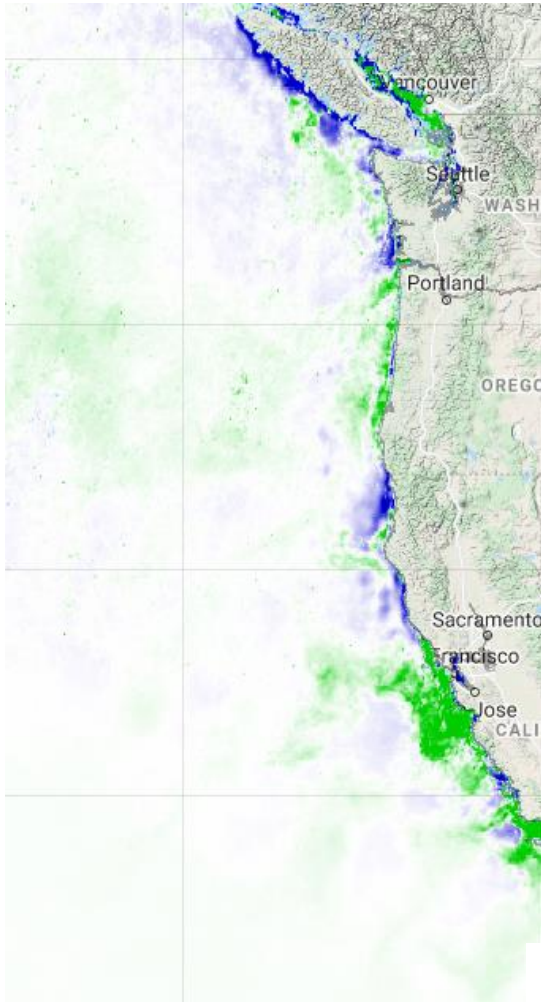 Vancouver
Seattle
WASH
Portland
OREGO
Sacramento
Francisco
Jose
CALI